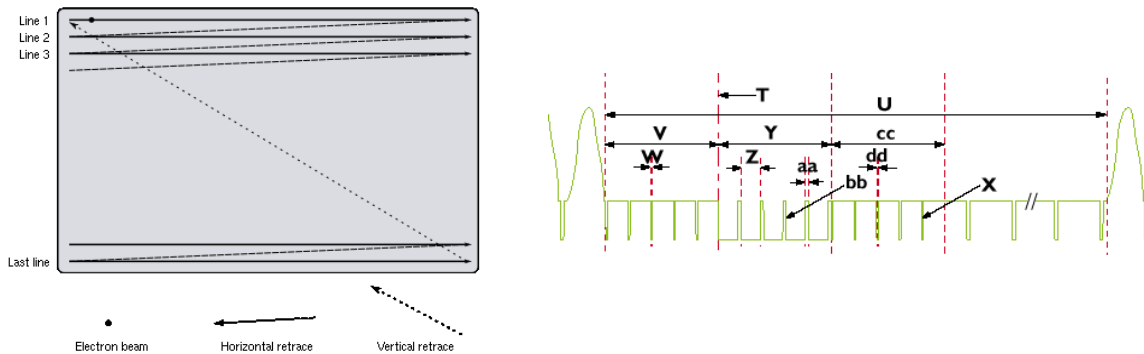 Line 1
Line 2
Line 3
Last line
Electron beam
Horizontal retrace
Vertical retrace
T
U
V
Y
cc
W
Z
aa
dd
bb
X
//